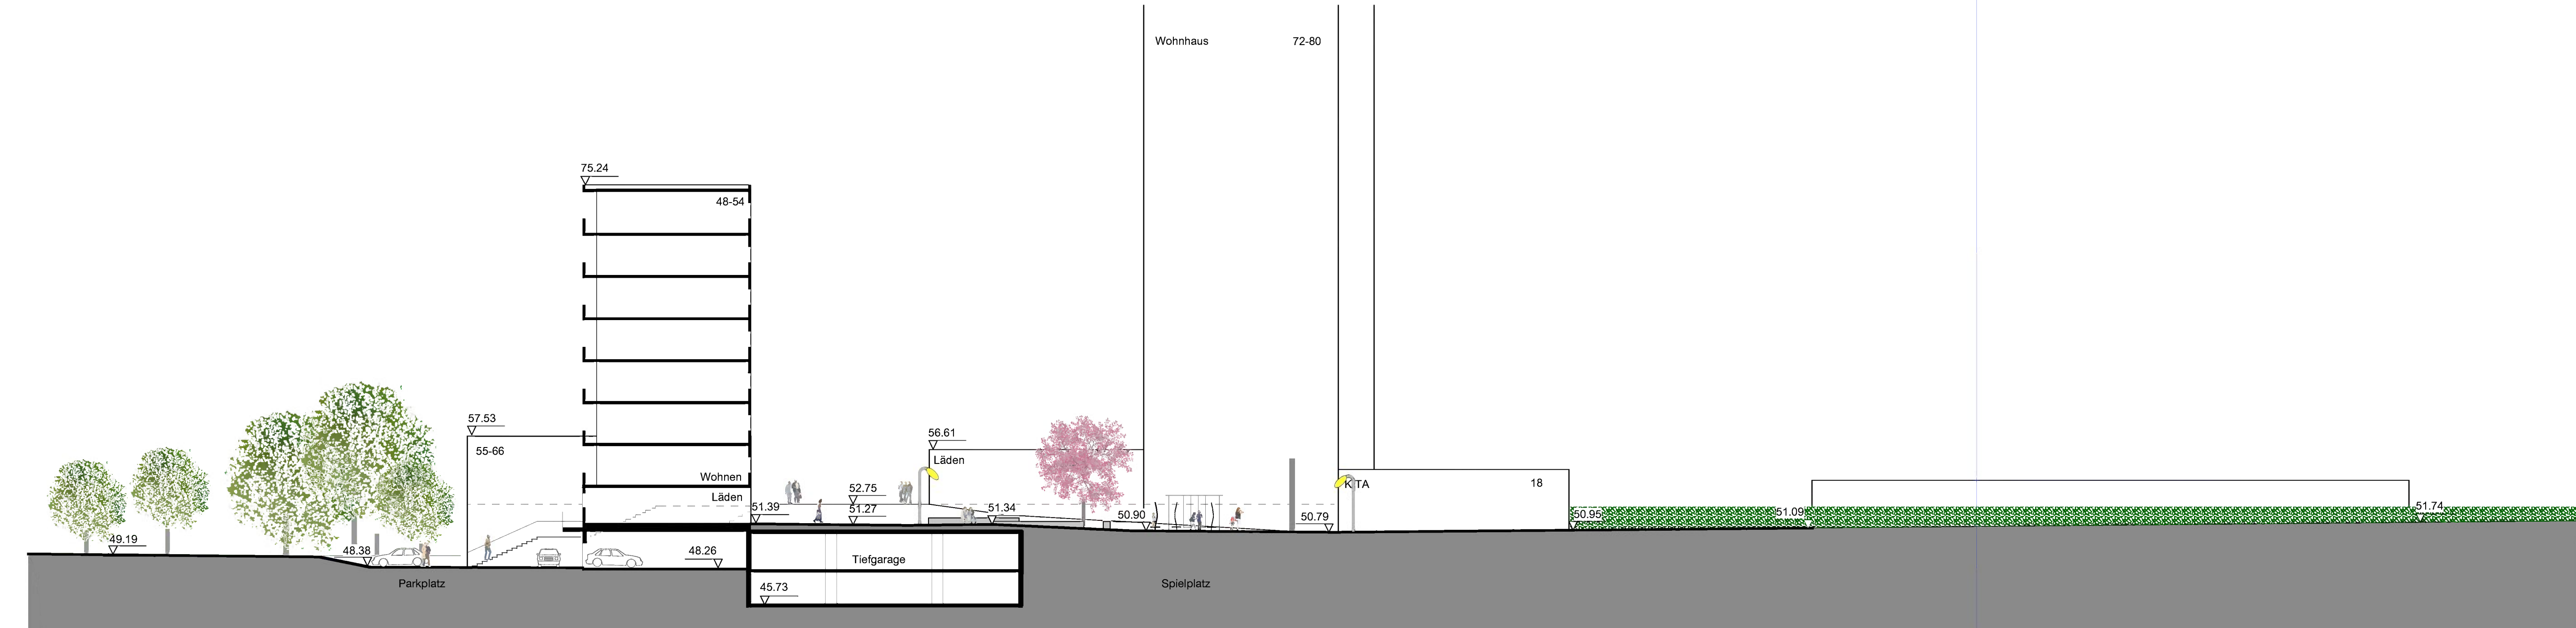 Wohnhaus 72-80
75.24
48-54
57.53
55-66
56.61
Läden
Wohnen
Läden
KITA
18
52.75
51.39
51.27
51.34
50.90
50.79
50.95
51.09
51.74
49.19
48.38
48.26
Tiefgarage
Parkplatz
45.73
Spielplatz